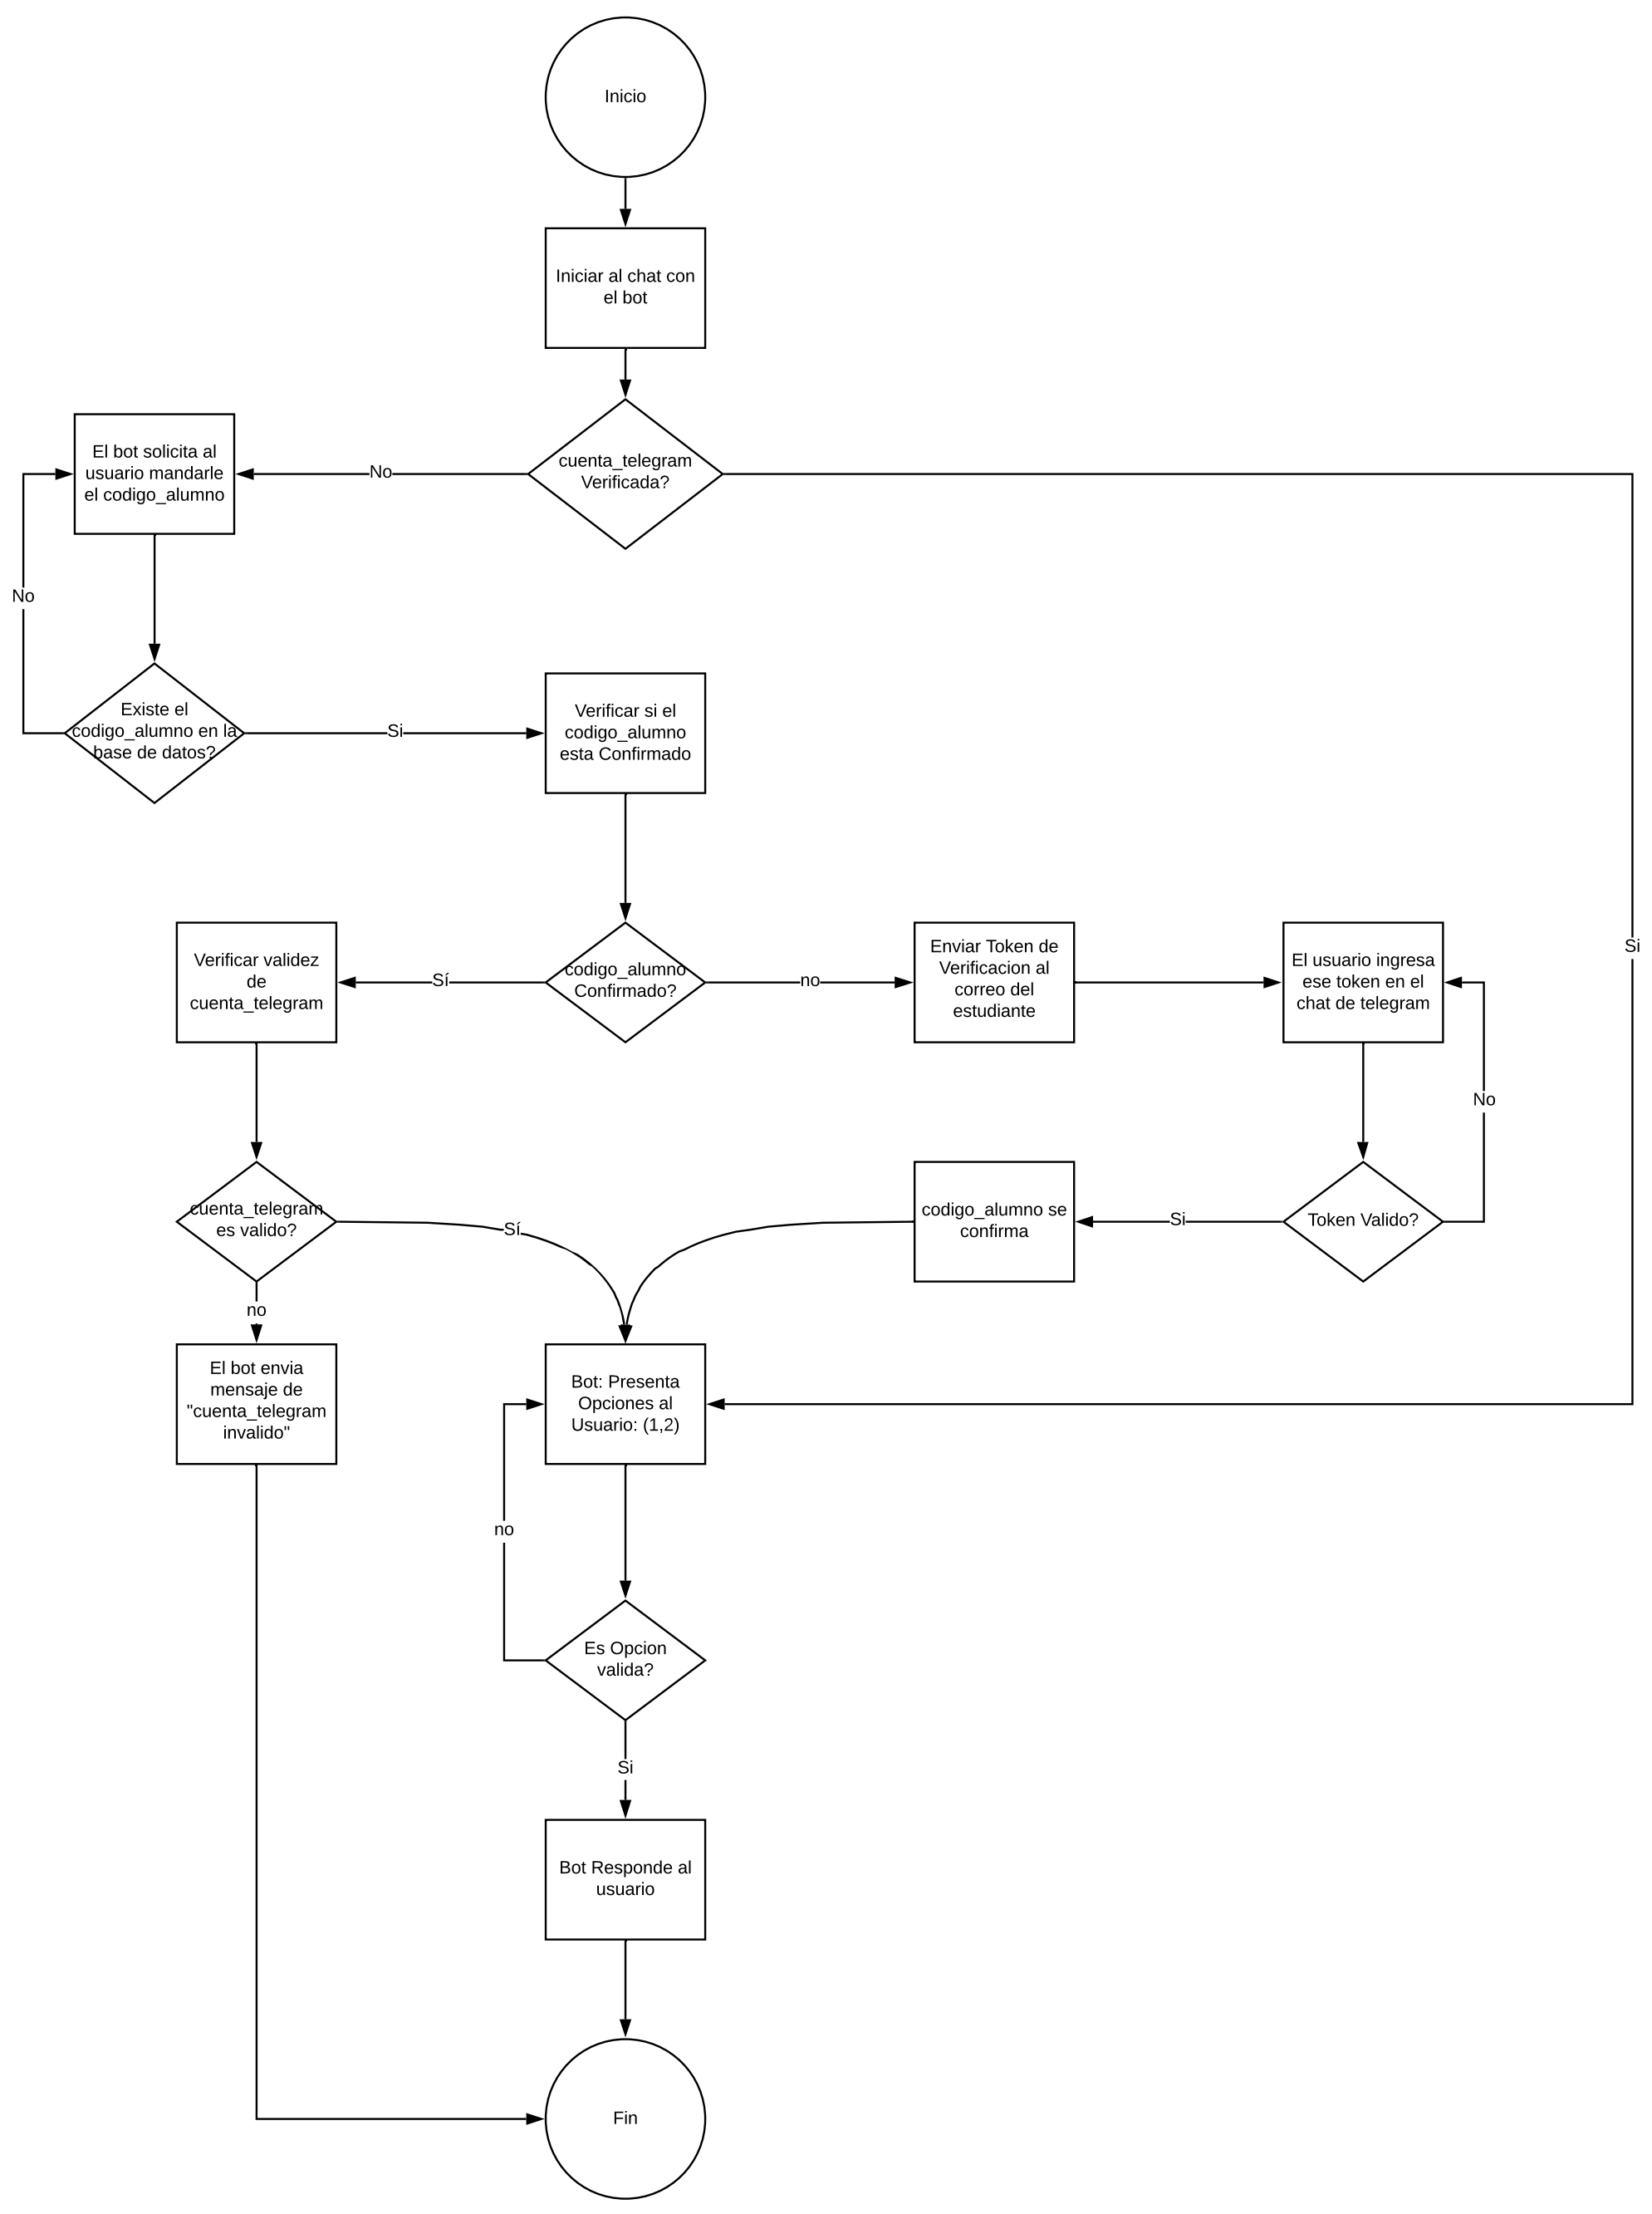 Inicio
Iniciar al chat con
el bot
cuenta_telegram
Verificada?
No
Si
El bot solicita al
usuario mandarle
el codigo_alumno
No
Existe el
codigo_alumno en la
base de datos?
Si
Verificar si el
codigo_alumno
esta Confirmado
codigo_alumno
Confirmado?
Sí
no
Verificar validez
de
cuenta_telegram
Enviar Token de
Verificacion al
correo del
estudiante
El usuario ingresa
ese token en el
chat de telegram
No
Token Valido?
Si
codigo_alumno se
confirma
cuenta_telegram
es valido?
Sí
no
El bot envia
mensaje de
"cuenta_telegram
invalido"
Bot: Presenta
Opciones al
Usuario: (1,2)
no
Es Opcion
valida?
Si
Bot Responde al
usuario
Fin